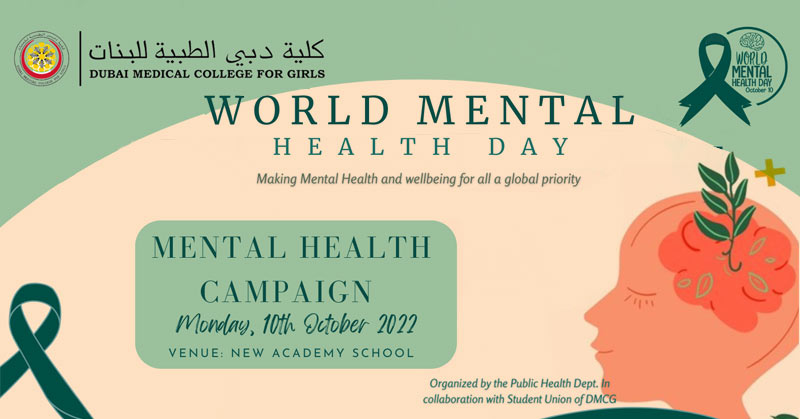 كلية دبي الطبية للبنات
DUBAI MEDICAL COLLEGE FOR GIRLS
WORLD
MENTAL
HEALTH DAY
October 10
WORLD MENTAL
HEALTH DAY
Making Mental Health and wellbeing for all a global priority
MENTAL HEALTH
CAMPAIGN
Monday, 10th October 2022
VENUE: NEW ACADEMY SCHOOL
Organized by the Public Health Dept. In
collaboration with Student Union of DMCG